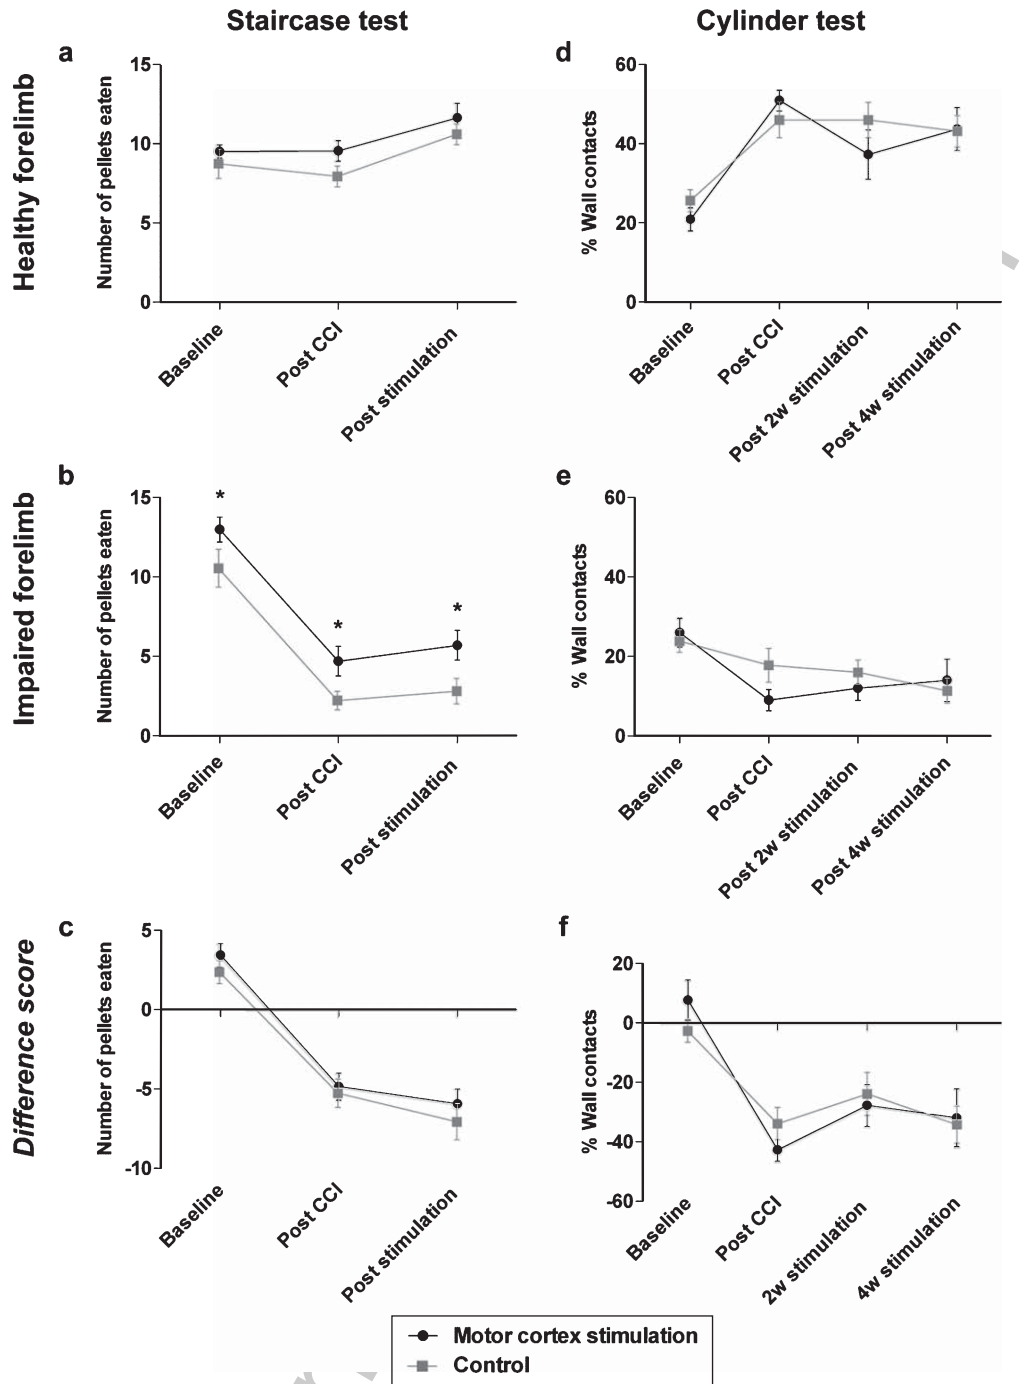 Staircase test
Cylinder test
Healthy forelimb
a
Number of pellets eaten
15
10
5
0
Baseline
Post CCI
Post stimulation
d
% Wall contacts
60
40
20
0
Baseline
Post CCI
Post 2w stimulation
Post 4w stimulation
Impaired forelimb
b
Number of pellets eaten
15
10
5
0
*
*
*
Baseline
Post CCI
Post stimulation
e
% Wall contacts
60
40
20
0
Baseline
Post CCI
Post 2w stimulation
Post 4w stimulation
Difference score
c
Number of pellets eaten
5
0
-5
-10
Baseline
Post CCI
Post stimulation
f
% Wall contacts
20
0
-20
-40
-60
Baseline
Post CCI
2w stimulation
4w stimulation
Motor cortex stimulation
Control